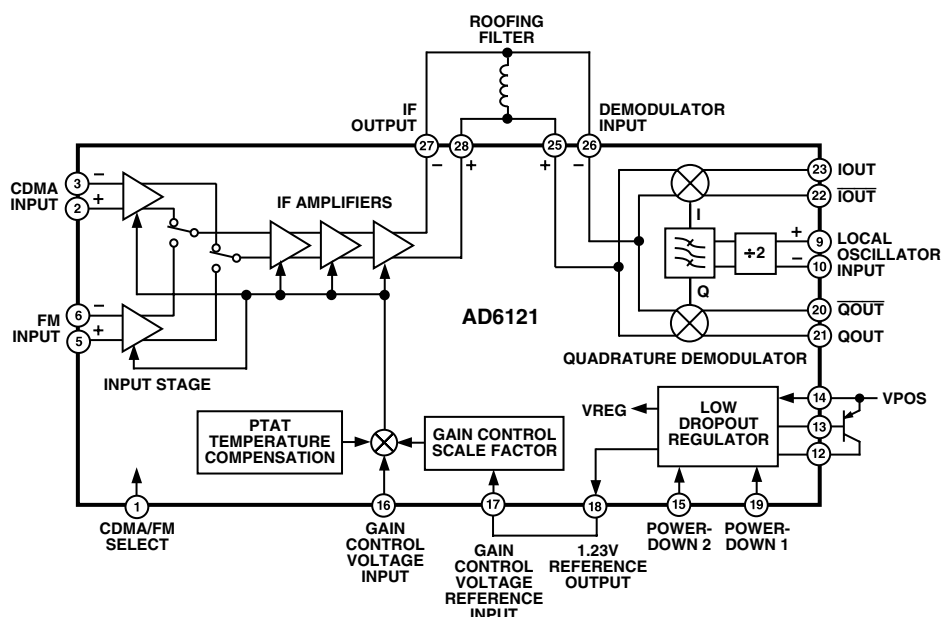 ROOFING
FILTER
IF
OUTPUT
DEMODULATOR
INPUT
27
28
25
26
−
+
+
−
CDMA
INPUT
3
−
2
+
IF AMPLIFIERS
23
IOUT
22
IOUT
I
÷2
+
9
LOCAL
OSCILLATOR
INPUT
−
10
Q
FM
INPUT
6
−
5
+
AD6121
20
QOUT
21
QOUT
QUADRATURE DEMODULATOR
INPUT STAGE
PTAT
TEMPERATURE
COMPENSATION
GAIN CONTROL
SCALE FACTOR
VREG
LOW
DROPOUT
REGULATOR
14
VPOS
13
12
1
CDMA/FM
SELECT
16
GAIN
CONTROL
VOLTAGE
INPUT
17
GAIN
CONTROL
VOLTAGE
REFERENCE
INPUT
18
1.23V
REFERENCE
OUTPUT
15
POWER-
DOWN 2
19
POWER-
DOWN 1